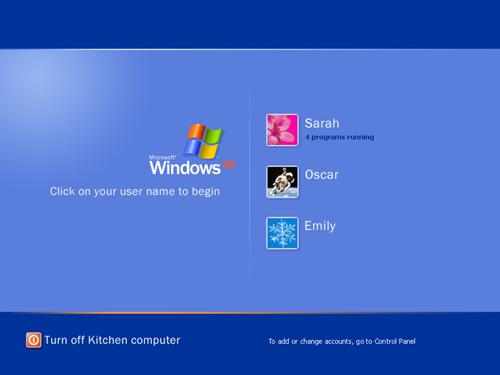 Microsoft®
Windows xp
Click on your user name to begin
Sarah
4 programs running
Oscar
Emily
Turn off Kitchen computer
To add or change accounts, go to Control Panel